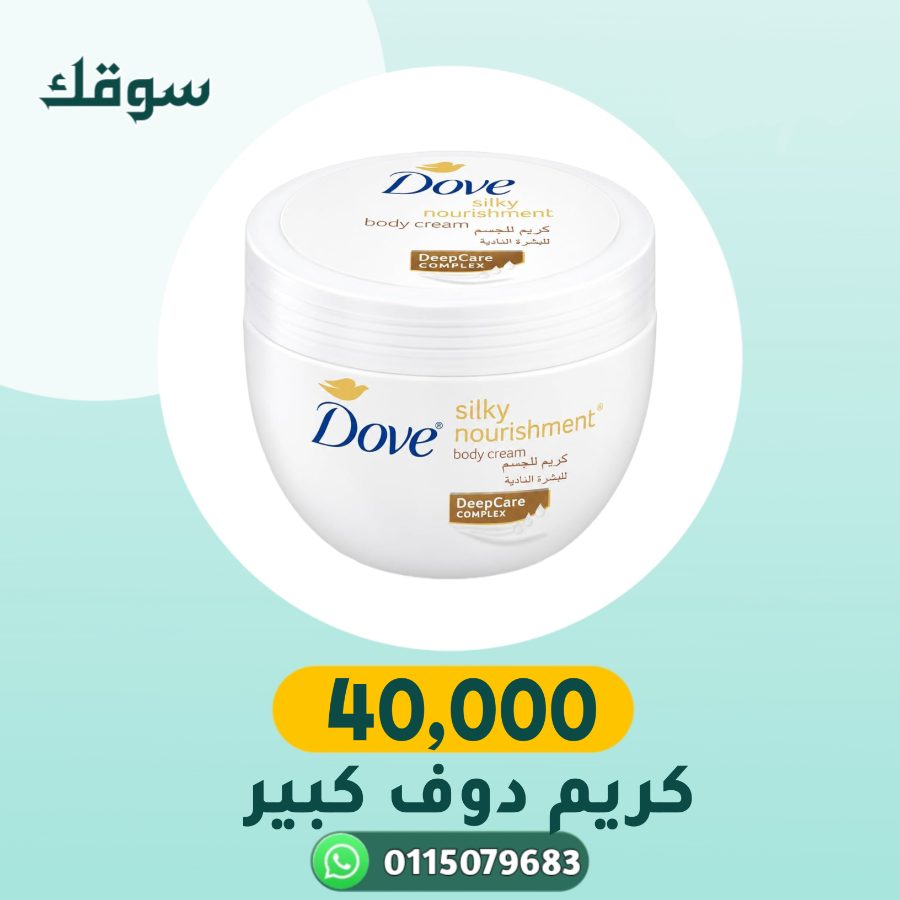 سوقك
Dove
silky
nourishment
body cream كريم للجسم
للبشرة النادية
DeepCare
COMPLEX
Dove®
silky
nourishment®
body cream
كريم للجسم
للبشرة النادية
DeepCare
COMPLEX
40,000
كريم دوف كبير
0115079683